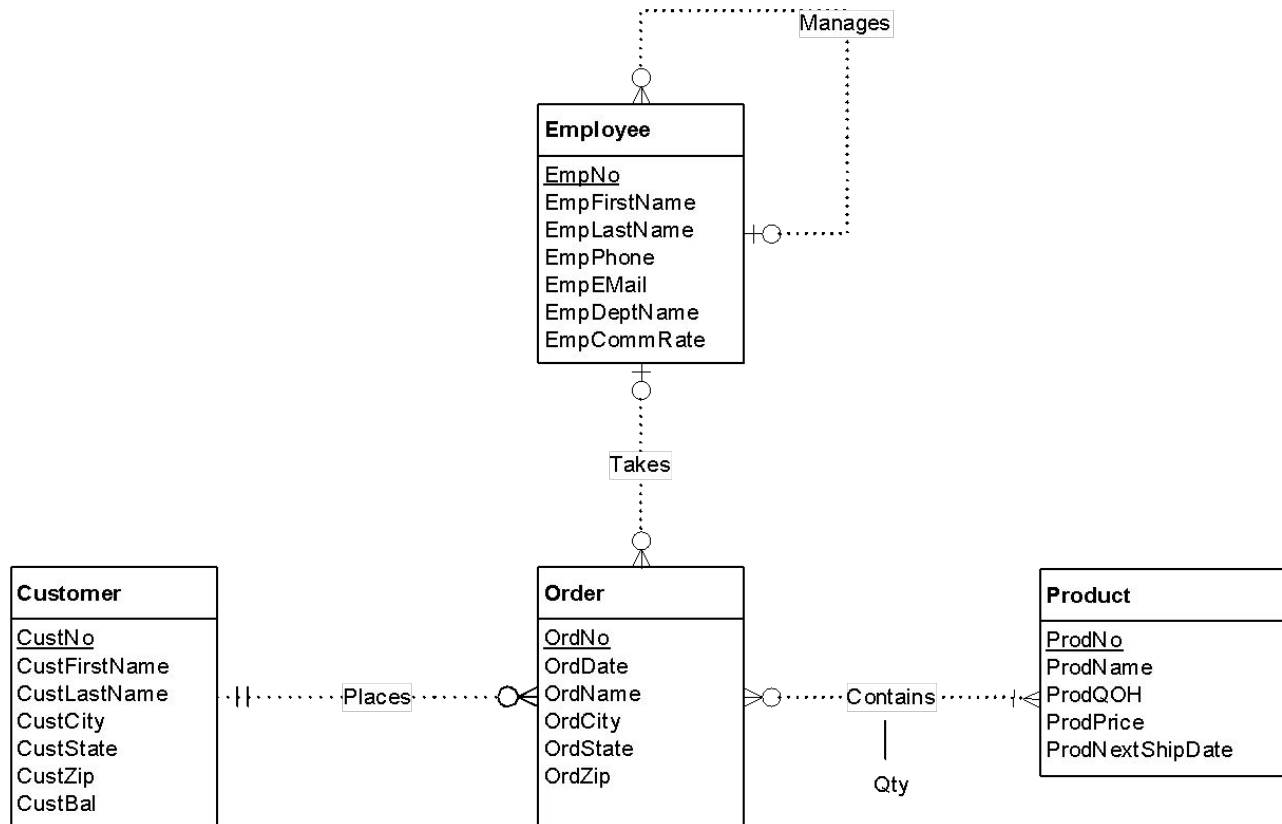 Manages
Employee
EmpNo
EmpFirstName
EmpLastName
EmpPhone
EmpEMail
EmpDeptName
EmpCommRate
Takes
Customer
CustNo
CustFirstName
CustLastName
CustCity
CustState
CustZip
CustBal
Places
Order
OrdNo
OrdDate
OrdName
OrdCity
OrdState
OrdZip
Contains
Qty
Product
ProdNo
ProdName
ProdQOH
ProdPrice
ProdNextShipDate